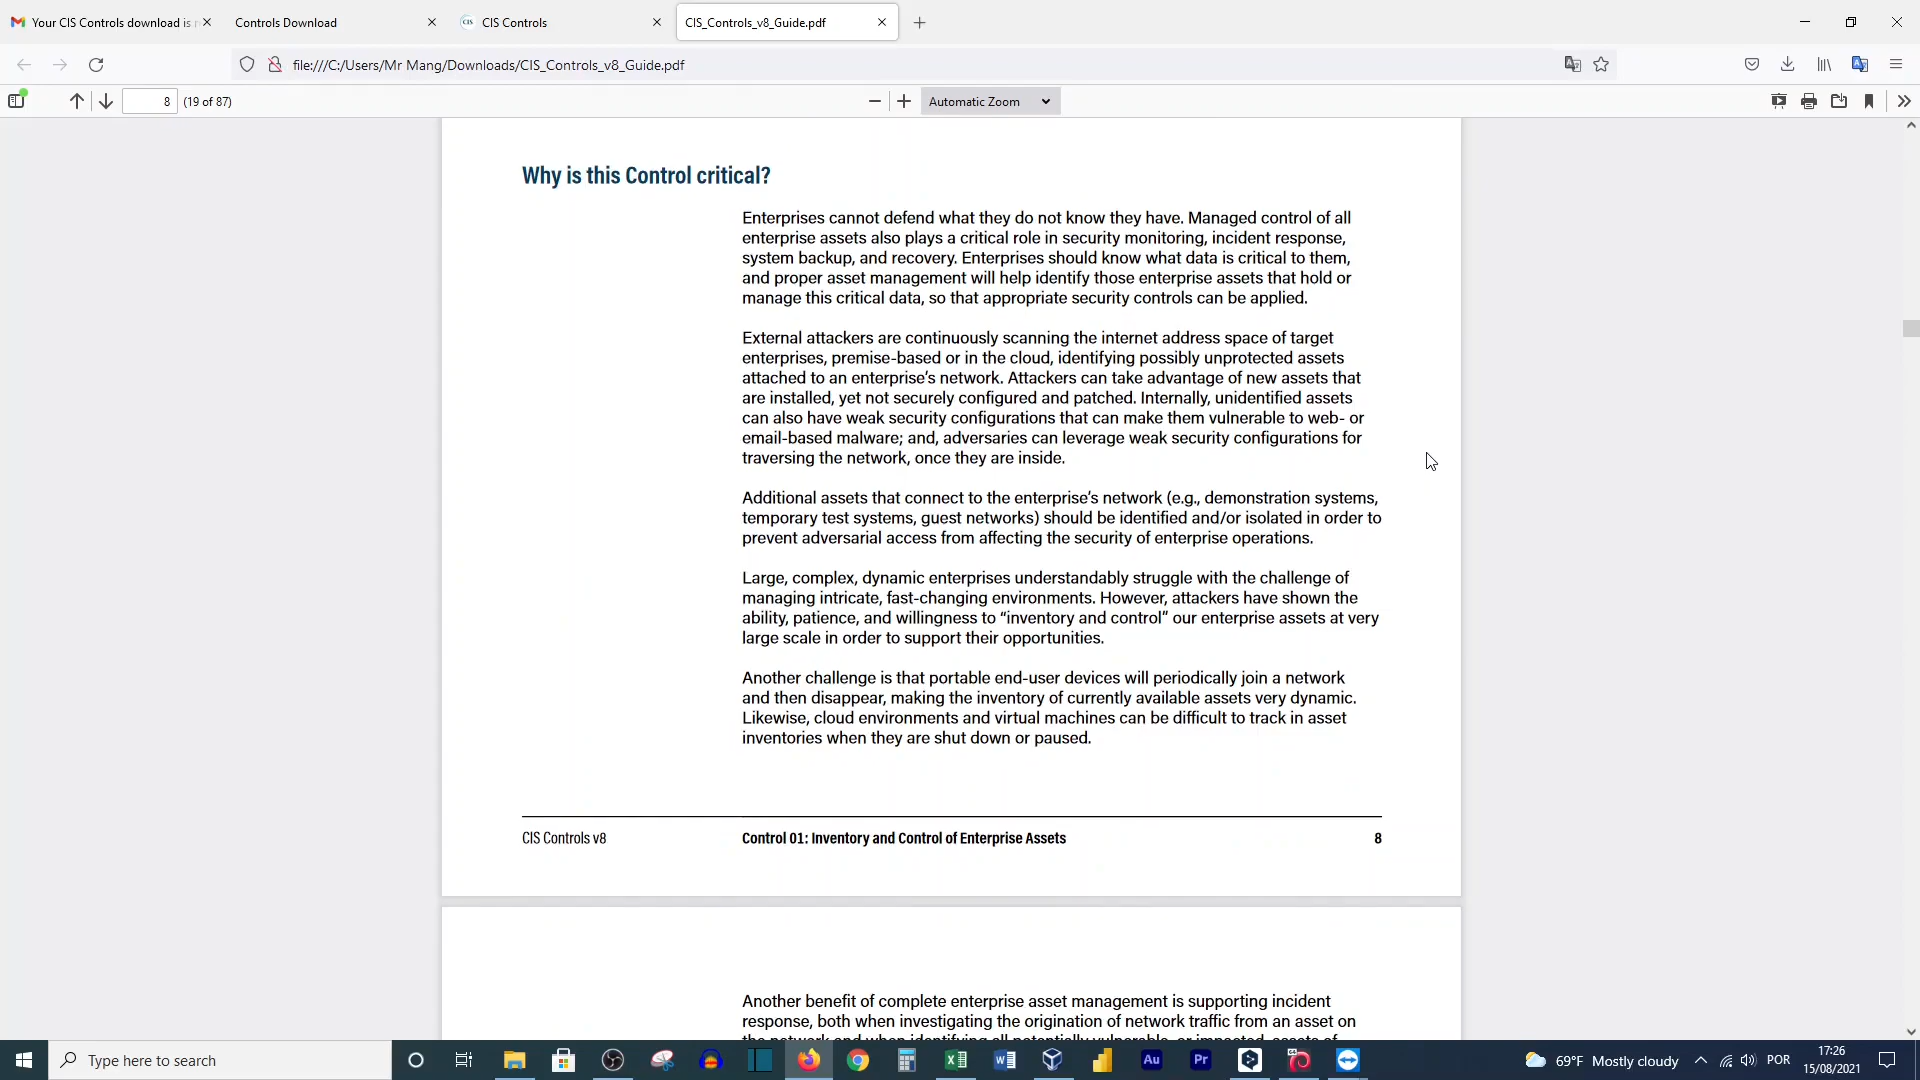 Your CIS Controls download is
Controls Download
CIS Controls
CIS_Controls_v8_Guide.pdf
file:///C:/Users/Mr Mang/Downloads/CIS_Controls_v8_Guide.pdf
8 (19 of 87)
Automatic Zoom
Why is this Control critical?
Enterprises cannot defend what they do not know they have. Managed control of all
enterprise assets also plays a critical role in security monitoring, incident response,
system backup, and recovery. Enterprises should know what data is critical to them,
and proper asset management will help identify those enterprise assets that hold or
manage this critical data, so that appropriate security controls can be applied.
External attackers are continuously scanning the internet address space of target
enterprises, premise-based or in the cloud, identifying possibly unprotected assets
attached to an enterprise’s network. Attackers can take advantage of new assets that
are installed, yet not securely configured and patched. Internally, unidentified assets
can also have weak security configurations that can make them vulnerable to web- or
email-based malware; and, adversaries can leverage weak security configurations for
traversing the network, once they are inside.
Additional assets that connect to the enterprise’s network (e.g., demonstration systems,
temporary test systems, guest networks) should be identified and/or isolated in order to
prevent adversarial access from affecting the security of enterprise operations.
Large, complex, dynamic enterprises understandably struggle with the challenge of
managing intricate, fast-changing environments. However, attackers have shown the
ability, patience, and willingness to “inventory and control” our enterprise assets at very
large scale in order to support their opportunities.
Another challenge is that portable end-user devices will periodically join a network
and then disappear, making the inventory of currently available assets very dynamic.
Likewise, cloud environments and virtual machines can be difficult to track in asset
inventories when they are shut down or paused.
CIS Controls v8
Control 01: Inventory and Control of Enterprise Assets
8
Another benefit of complete enterprise asset management is supporting incident
response, both when investigating the origination of network traffic from an asset on
the network and when identifying all potentially vulnerable, or impacted, assets of
Type here to search
Au
Pr
69°F Mostly cloudy
POR
17:26
15/08/2021